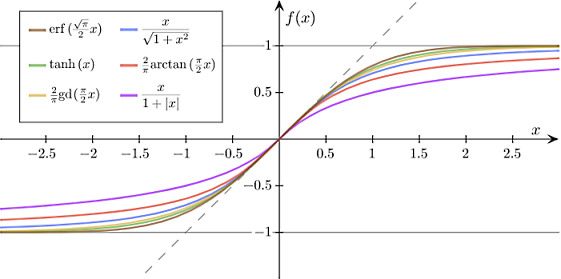 f(x)
erf (√π/2 x) x/√(1 + x²)
tanh (x) 2/π arctan (π/2 x)
2/π gd(π/2 x) x/(1 + |x|)
1
0.5
x
−2.5 −2 −1.5 −1 −0.5 0.5 1 1.5 2 2.5
−0.5
−1